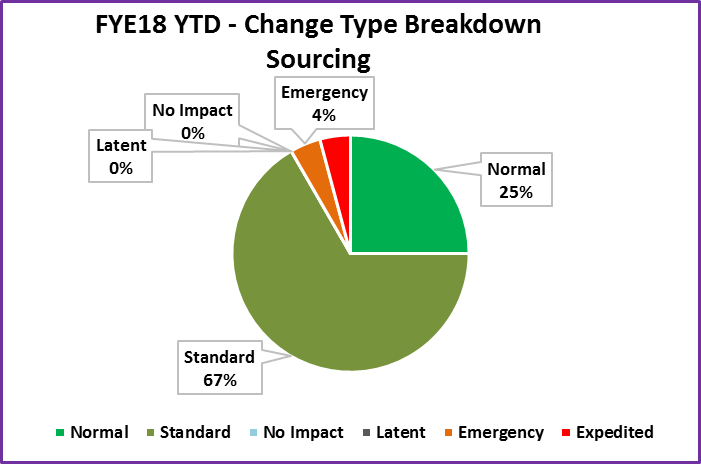 FYE18 YTD - Change Type Breakdown
Sourcing
Emergency
4%
No Impact
0%
Latent
0%
Normal
25%
Standard
67%
Normal Standard No Impact Latent Emergency Expedited